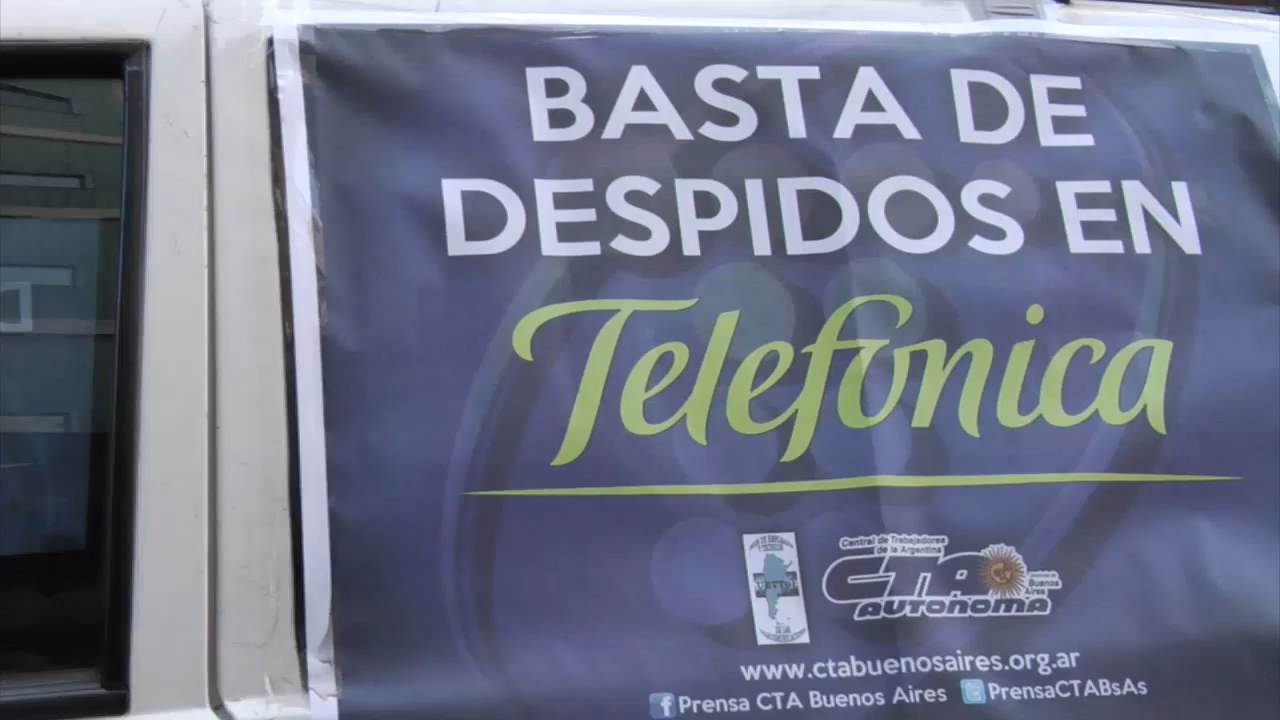 BASTA DE
DESPIDOS EN
Telefonica
Central de Trabajadores
de la Argentina
CTA
AUTONOMA
Buenos
Aires
www.ctabuenosaires.org.ar
Prensa CTA Buenos Aires PrensaCTABsAs